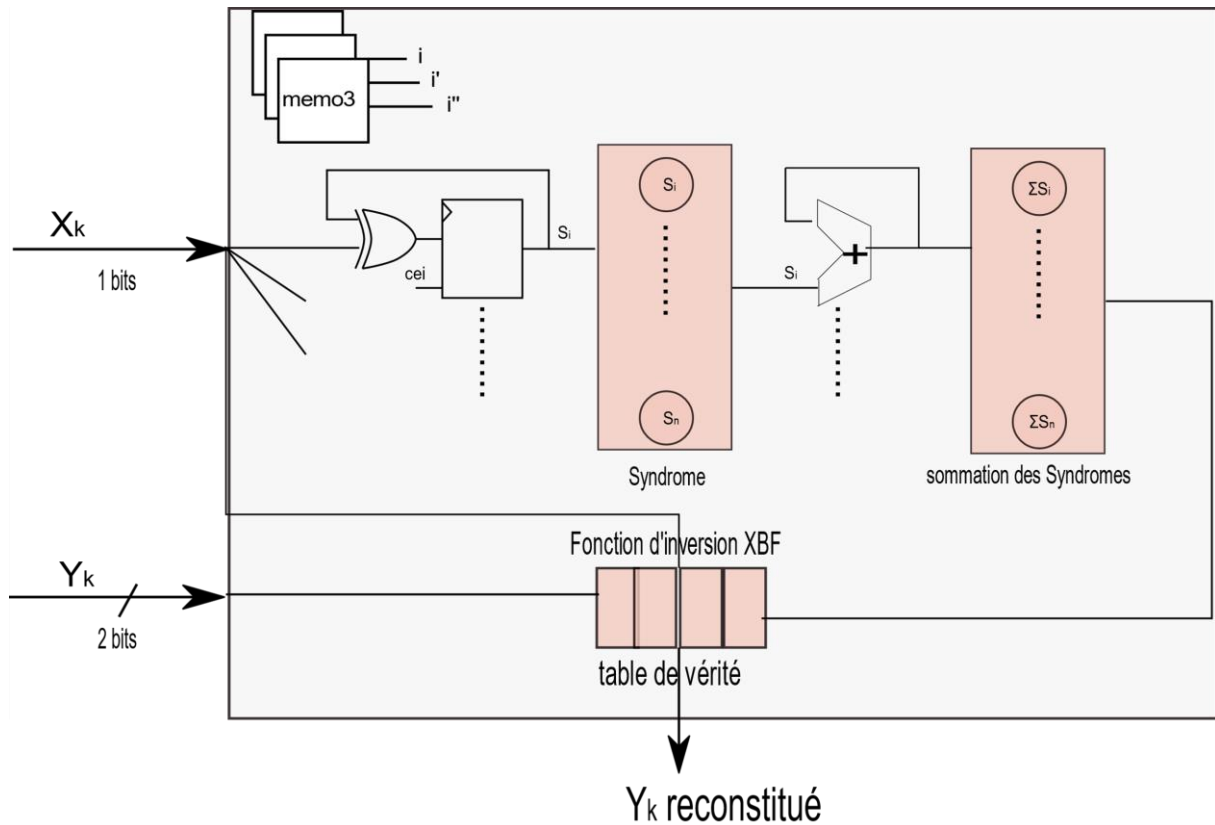 i
i'
i"
memo3
Xk
1 bits
cei
Si
Si
Sn
Syndrome
Si
+
ΣSi
ΣSn
sommation des Syndromes
Yk
2 bits
Fonction d'inversion XBF
table de vérité
Yk reconstitué